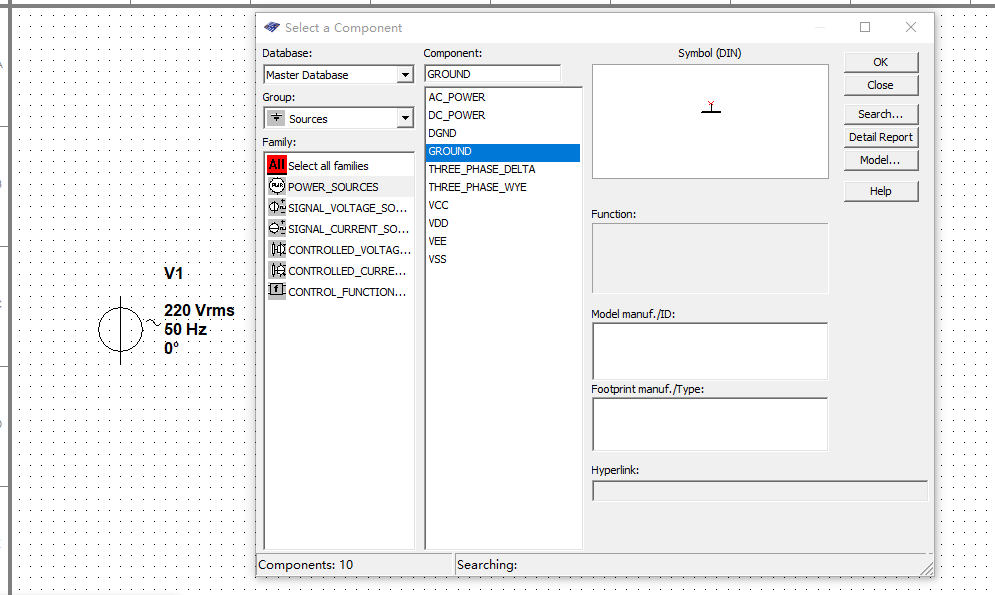 Select a Component
Database:
Master Database
Group:
Sources
Family:
All Select all families
POWER_SOURCES
SIGNAL_VOLTAGE_SO...
SIGNAL_CURRENT_SO...
CONTROLLED_VOLTAG...
CONTROLLED_CURRE...
CONTROL_FUNCTION...
Component:
GROUND
AC_POWER
DC_POWER
DGND
GROUND
THREE_PHASE_DELTA
THREE_PHASE_WYE
VCC
VDD
VEE
VSS
Symbol (DIN)
Function:
Model manuf./ID:
Footprint manuf./Type:
Hyperlink:
OK
Close
Search...
Detail Report
Model...
Help
Components: 10
Searching:
V1
220 Vrms
50 Hz
0°